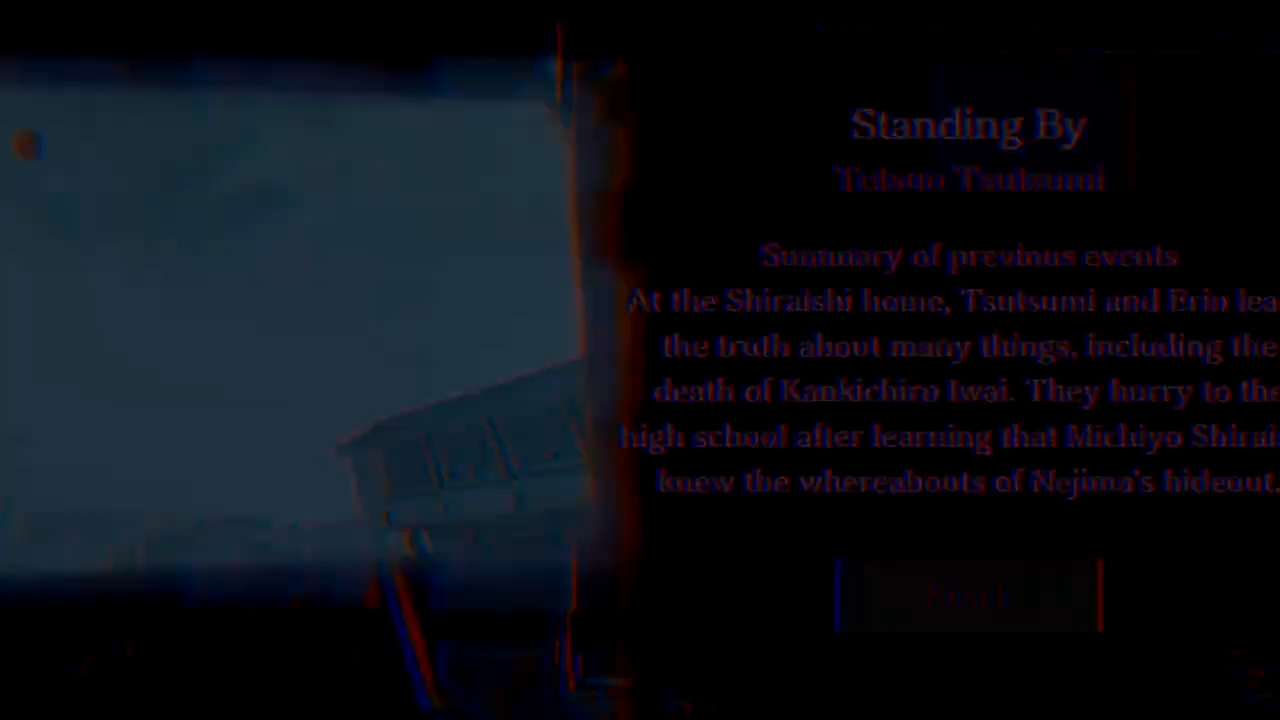 Standing By
Tetsuo Tsutsumi
Summary of previous events
At the Shiraishi home, Tsutsumi and Erin lea
the truth about many things, including the
death of Kankichiro Iwai. They hurry to the
high school after learning that Michiyo Shirai
knew the whereabouts of Nejima's hideout.